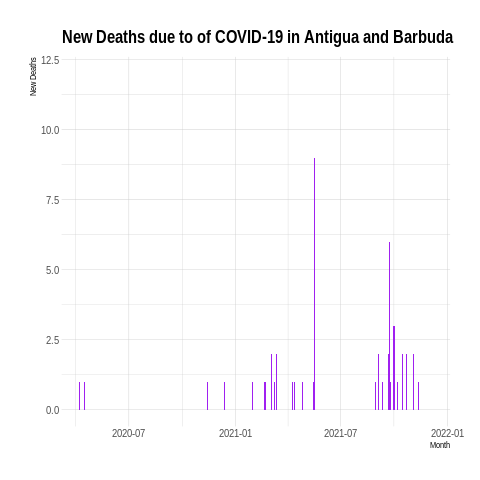 New Deaths due to of COVID-19 in Antigua and Barbuda
New Deaths
12.5
10.0
7.5
5.0
2.5
0.0
2020-07 2021-01 2021-07 2022-01
Month